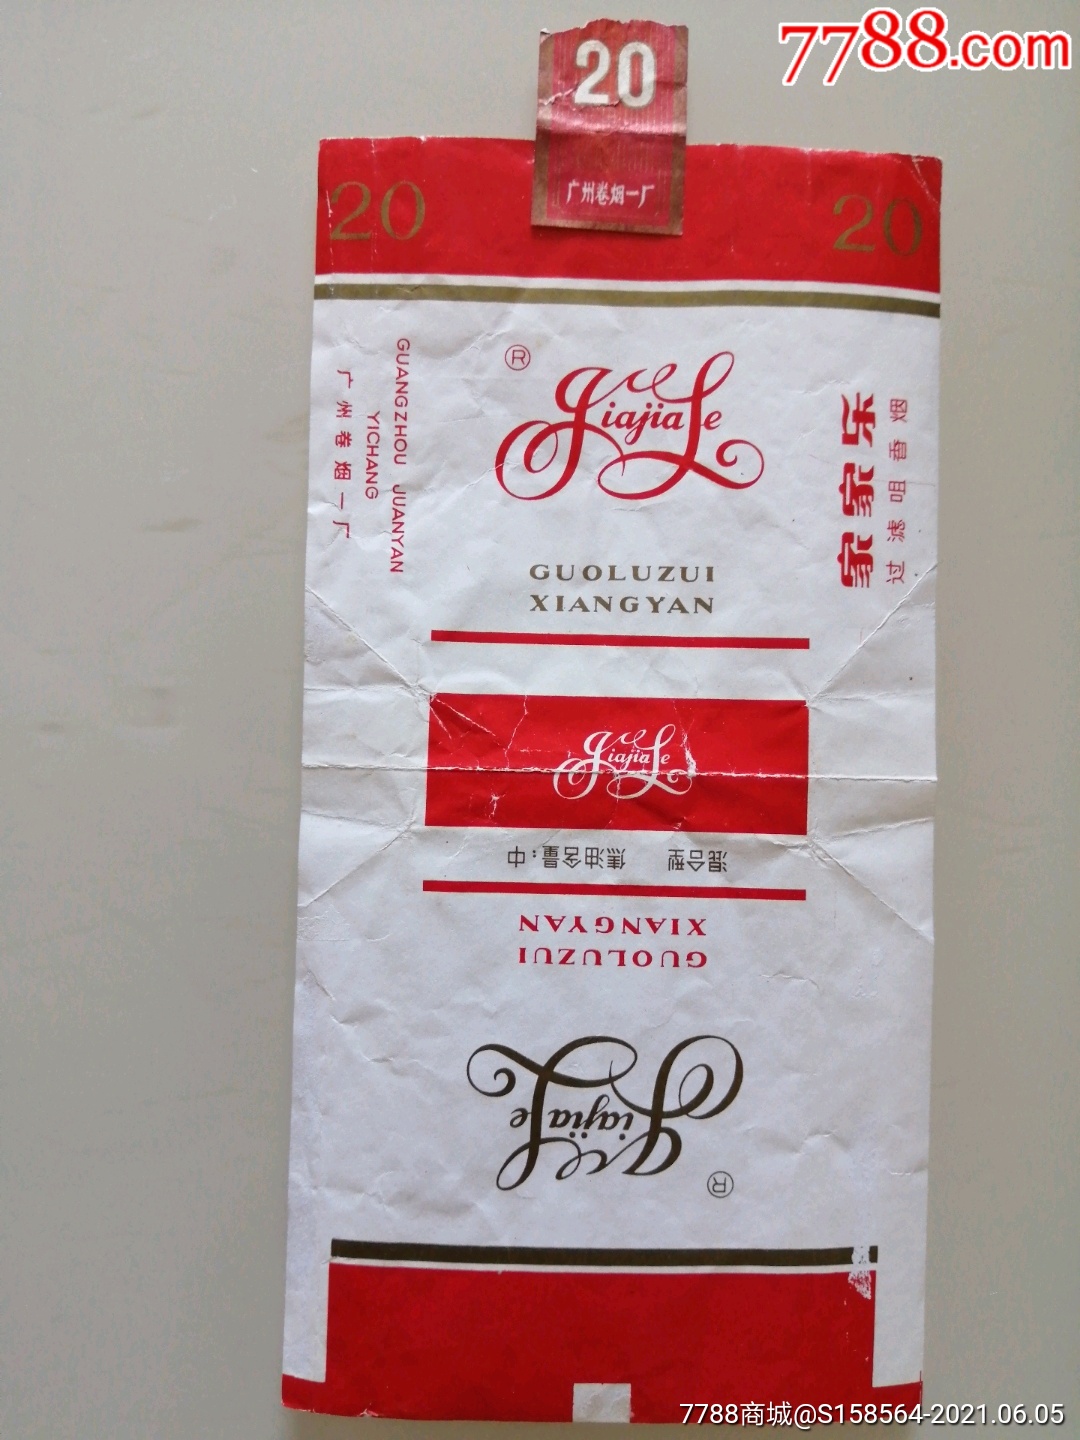 7788.com
20
广州卷烟一厂
20
20
GUANGZHOU JUANYAN
YICHANG
广州卷烟一厂
®
JiajiaLe
家家乐
过滤咀香烟
GUOLUZUI
XIANGYAN
JiajiaLe
混合型 焦油含量:中
GUOLUZUI
XIANGYAN
JiajiaLe
®
7788商城@S158564-2021.06.05